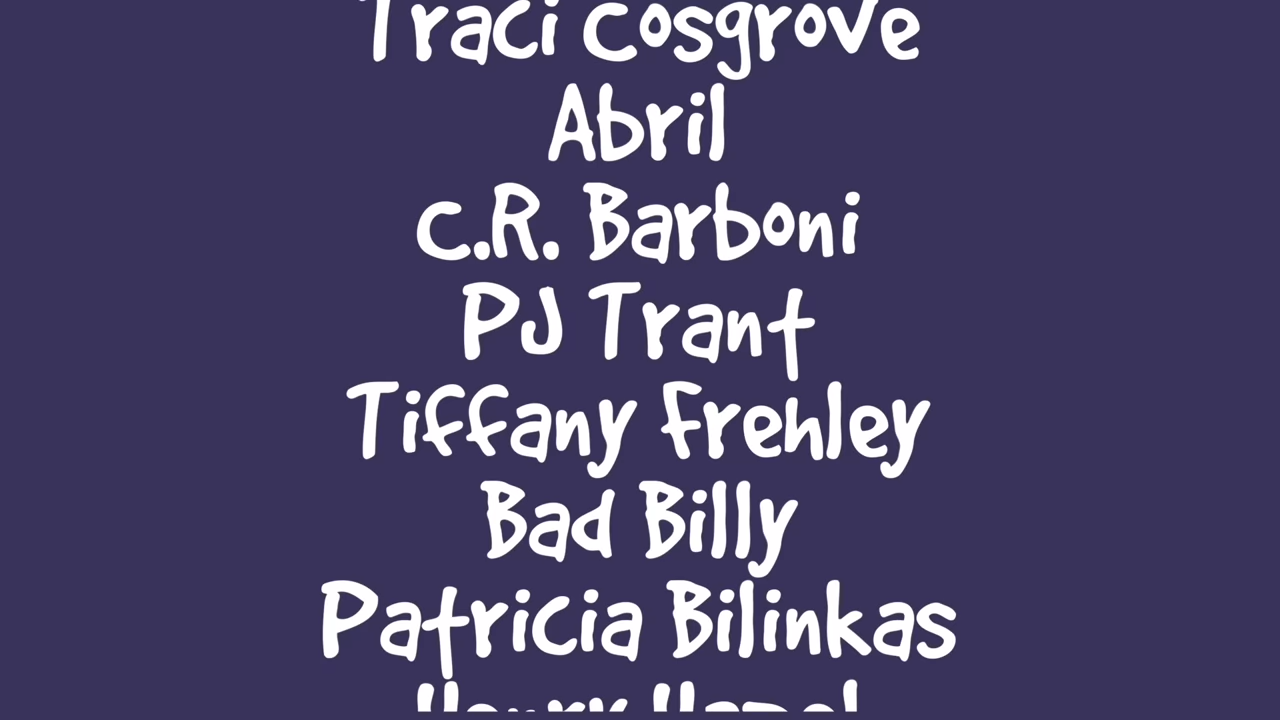 Traci Cosgrove
Abril
C.R. Barboni
PJ Trant
Tiffany Frehley
Bad Billy
Patricia Bilinkas